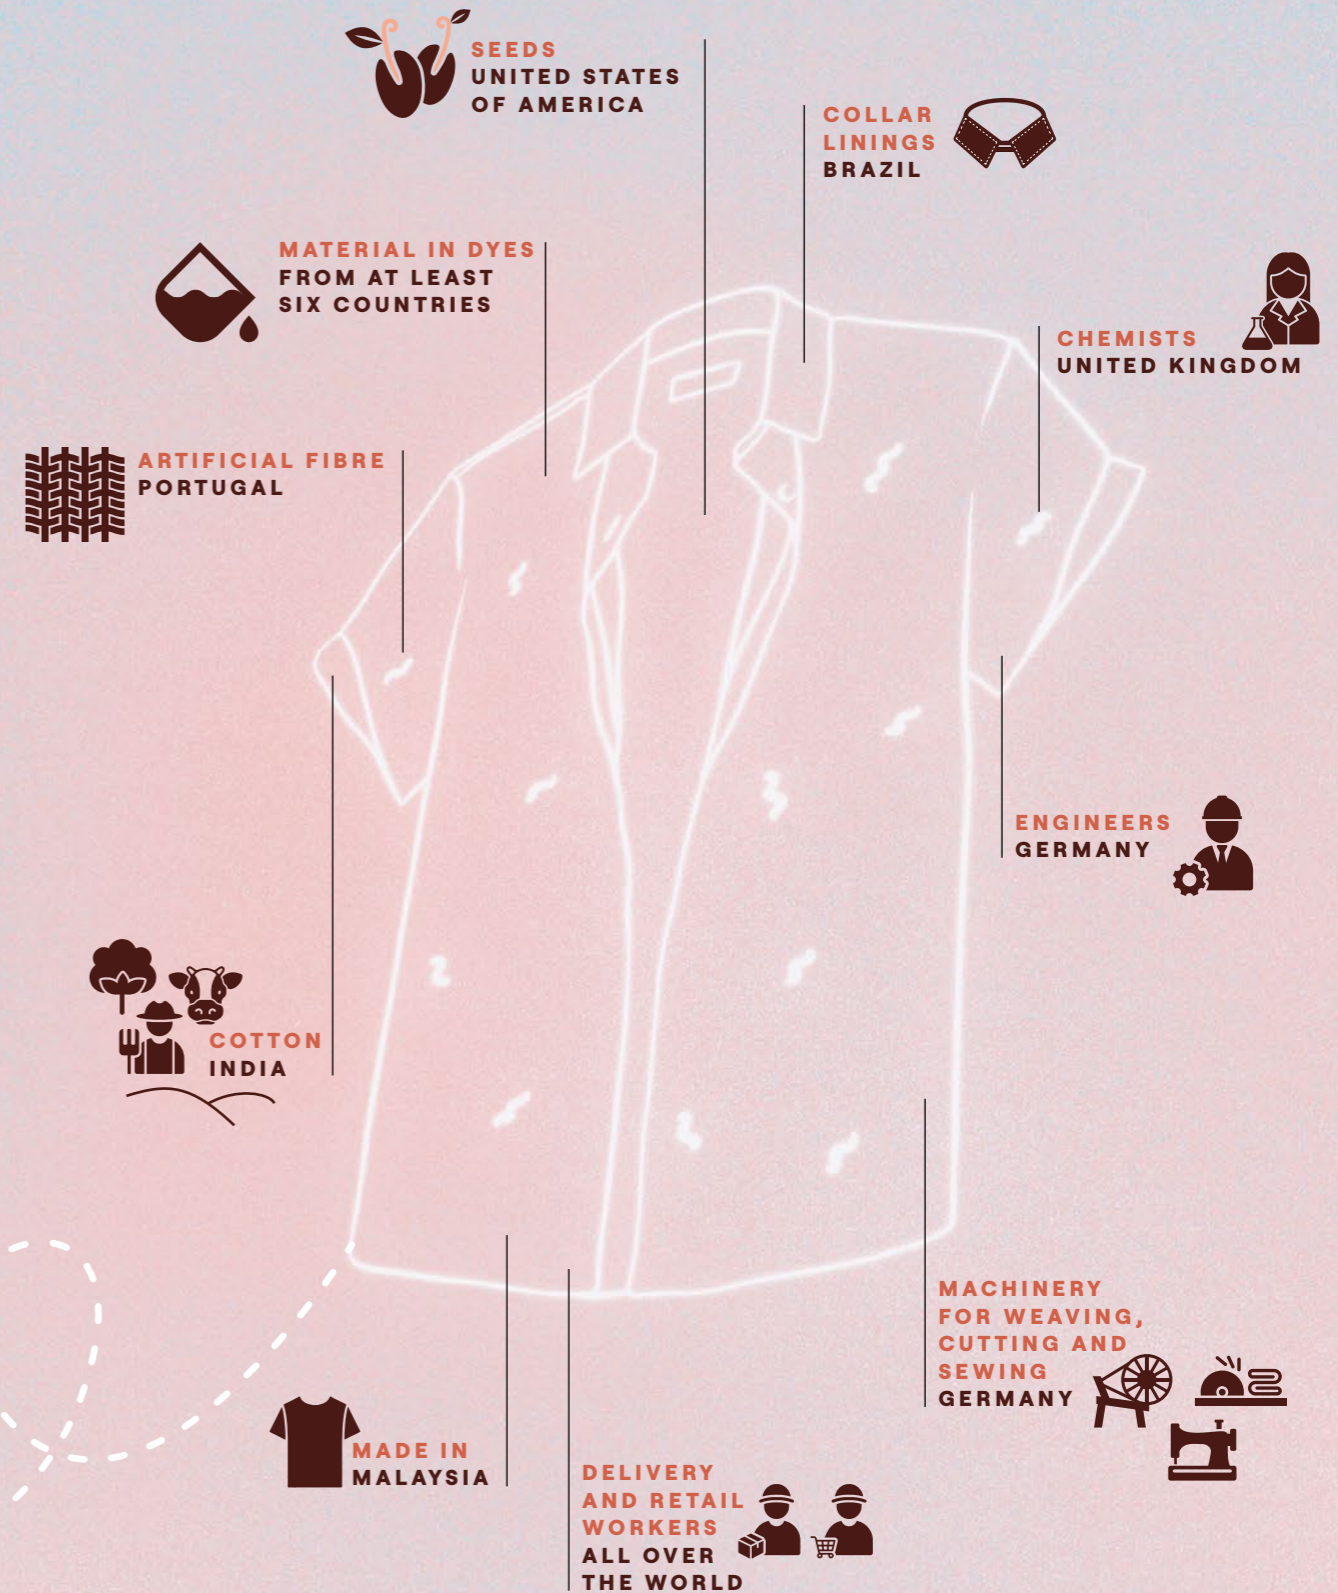 SEEDS
UNITED STATES
OF AMERICA
COLLAR
LININGS
BRAZIL
MATERIAL IN DYES
FROM AT LEAST
SIX COUNTRIES
CHEMISTS
UNITED KINGDOM
ARTIFICIAL FIBRE
PORTUGAL
ENGINEERS
GERMANY
COTTON
INDIA
MACHINERY
FOR WEAVING,
CUTTING AND
SEWING
GERMANY
MADE IN
MALAYSIA
DELIVERY
AND RETAIL
WORKERS
ALL OVER
THE WORLD